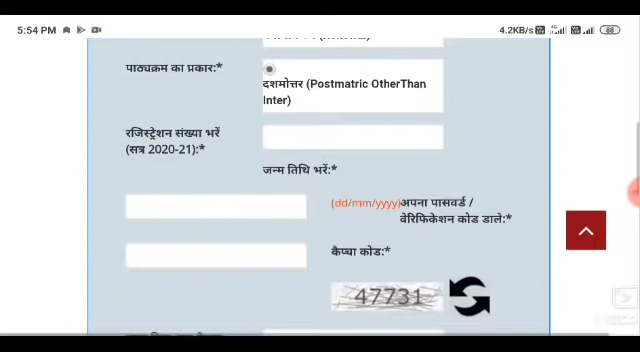 5:54 PM
4.2KB/s
88
पाठ्यक्रम का प्रकार:*
दशमोत्तर (Postmatric OtherThan
Inter)
रजिस्ट्रेशन संख्या भरें
(सत्र 2020-21):*
जन्म तिथि भरें:*
(dd/mm/yyyy)अपना पासवर्ड /
वेरिफिकेशन कोड डाले:*
कैप्चा कोड:*
47731